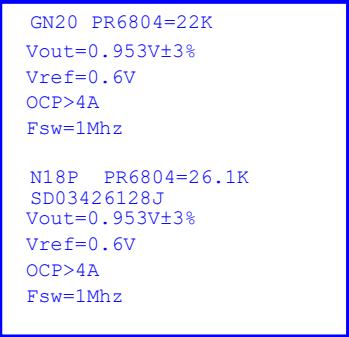 GN20 PR6804=22K
Vout=0.953V±3%
Vref=0.6V
OCP>4A
Fsw=1Mhz
N18P PR6804=26.1K
SD03426128J
Vout=0.953V±3%
Vref=0.6V
OCP>4A
Fsw=1Mhz